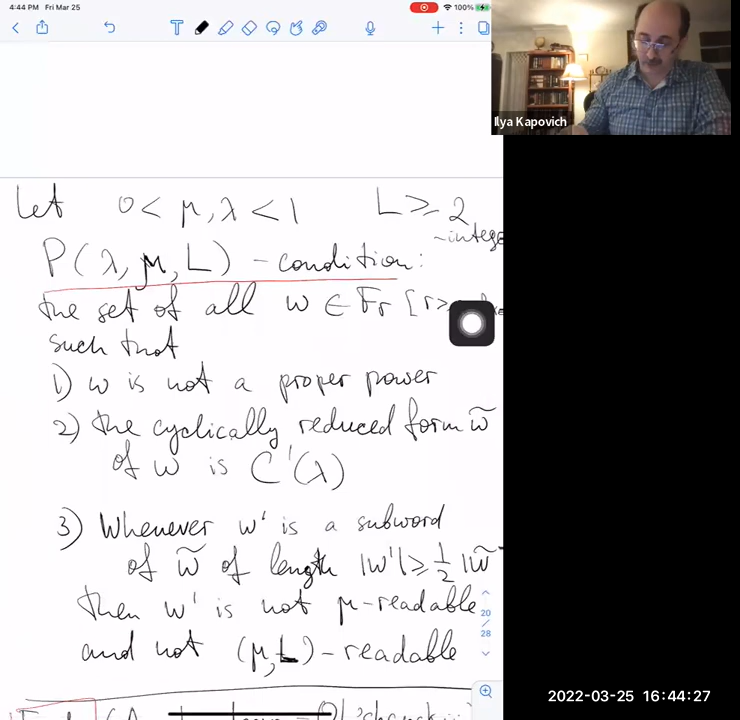 4:44 PM Fri Mar 25
100%
Ilya Kapovich
Let 0 < μ, λ < 1 L ≥ 2
- intege
P(λ, μ, L) - condition:
the set of all w ∈ Fr [r>
such that
1) w is not a proper power
2) the cyclically reduced form w̃
of w is C'(λ)
3) Whenever w' is a subword
of w̃ of length |w'| ≥ 1/2 |w̃
then w' is not μ-readable
and not (μ, L)-readable
20
/
28
2022-03-25 16:44:27